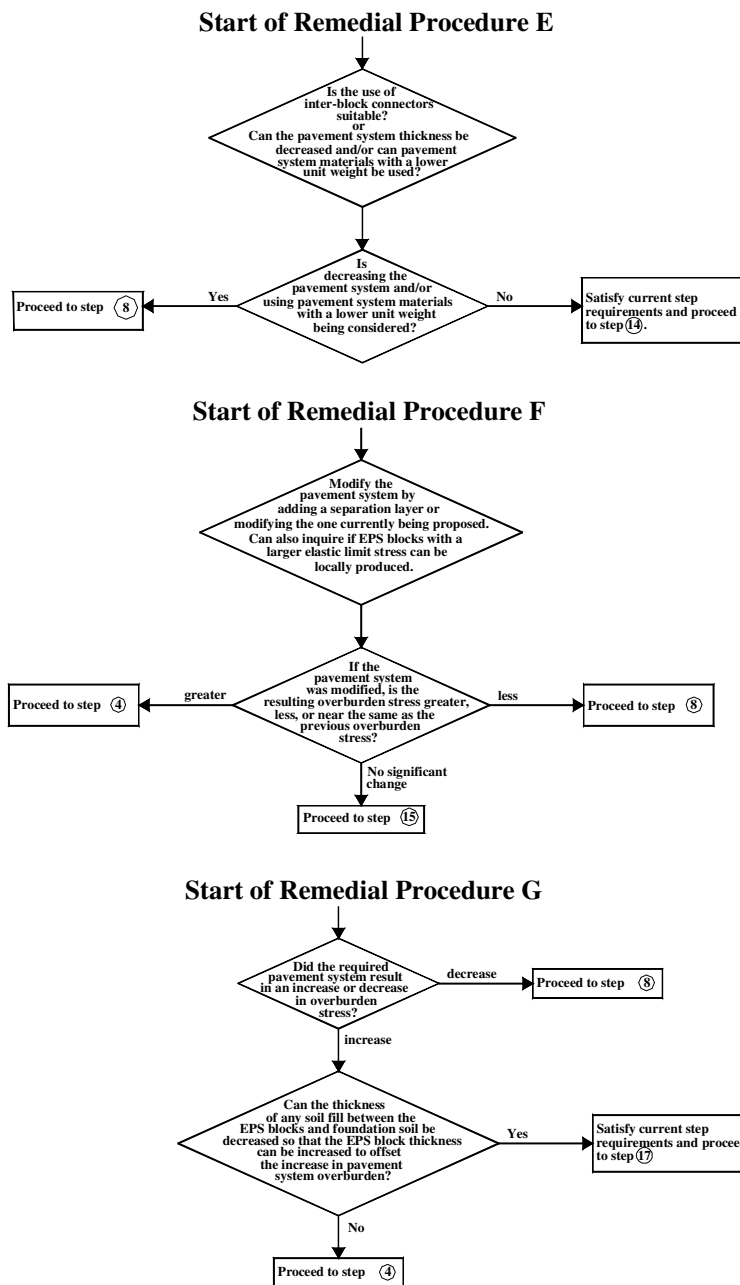 Start of Remedial Procedure E
Is the use of
inter-block connectors
suitable?
or
Can the pavement system thickness be
decreased and/or can pavement
system materials with a lower
unit weight be used?
Is
decreasing the
pavement system and/or
using pavement system materials
with a lower unit weight
being considered?
Yes
Proceed to step 8
No
Satisfy current step
requirements and proceed
to step 14.
Start of Remedial Procedure F
Modify the
pavement system by
adding a separation layer or
modifying the one currently being proposed.
Can also inquire if EPS blocks with a
larger elastic limit stress can be
locally produced.
If the
pavement system
was modified, is the
resulting overburden stress greater,
less, or near the same as the
previous overburden
stress?
greater
Proceed to step 4
less
Proceed to step 8
No significant
change
Proceed to step 15
Start of Remedial Procedure G
Did the required
pavement system result
in an increase or decrease
in overburden
stress?
decrease
Proceed to step 8
increase
Can the thickness
of any soil fill between the
EPS blocks and foundation soil be
decreased so that the EPS block thickness
can be increased to offset
the increase in pavement
system overburden?
Yes
Satisfy current step
requirements and proceed
to step 17
No
Proceed to step 4